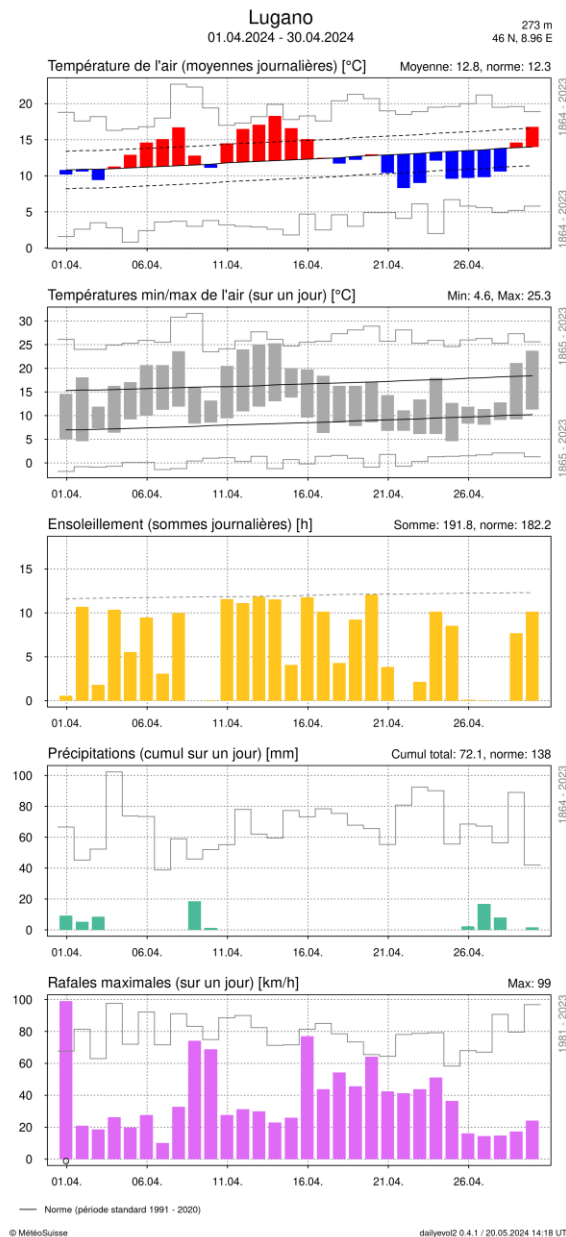 Lugano
01.04.2024 - 30.04.2024
273 m
46 N, 8.96 E
Température de l'air (moyennes journalières) [°C]
Moyenne: 12.8, norme: 12.3
20
15
10
5
0
1864 - 2023
1864 - 2023
01.04. 06.04. 11.04. 16.04. 21.04. 26.04.
Températures min/max de l'air (sur un jour) [°C]
Min: 4.6, Max: 25.3
30
25
20
15
10
5
0
1865 - 2023
1865 - 2023
01.04. 06.04. 11.04. 16.04. 21.04. 26.04.
Ensoleillement (sommes journalières) [h]
Somme: 191.8, norme: 182.2
15
10
5
0
01.04. 06.04. 11.04. 16.04. 21.04. 26.04.
Précipitations (cumul sur un jour) [mm]
Cumul total: 72.1, norme: 138
100
80
60
40
20
0
1864 - 2023
01.04. 06.04. 11.04. 16.04. 21.04. 26.04.
Rafales maximales (sur un jour) [km/h]
Max: 99
100
80
60
40
20
0
1981 - 2023
01.04. 06.04. 11.04. 16.04. 21.04. 26.04.
Norme (période standard 1991 - 2020)
© MétéoSuisse
dailyevol2 0.4.1 / 20.05.2024 14:18 UT